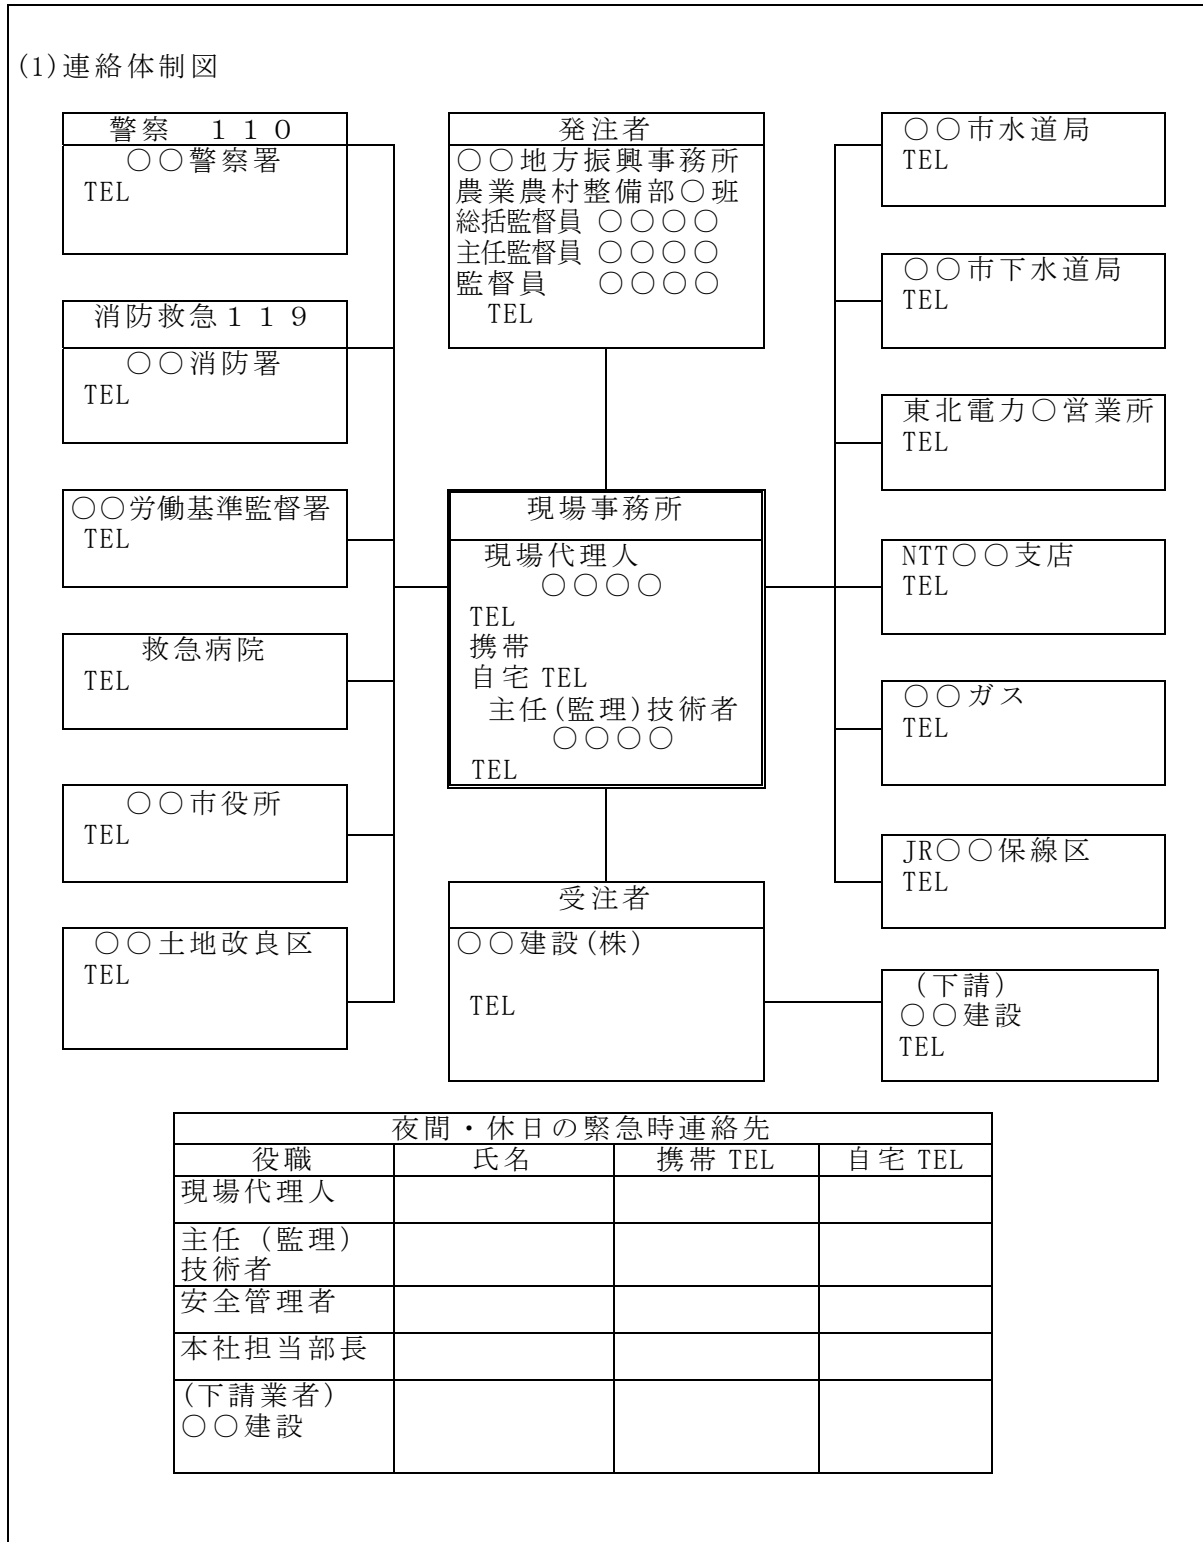 (1)連絡体制図
警察　１１０
○○警察署
TEL
消防救急１１９
○○消防署
TEL
○○労働基準監督署
TEL
救急病院
TEL
○○市役所
TEL
○○土地改良区
TEL
発注者
○○地方振興事務所
農業農村整備部○班
総括監督員 ○○○○
主任監督員 ○○○○
監督員　 ○○○○
TEL
現場事務所
現場代理人
○○○○
TEL
携帯
自宅 TEL
主任(監理)技術者
○○○○
TEL
受注者
○○建設(株)
TEL
○○市水道局
TEL
○○市下水道局
TEL
東北電力○営業所
TEL
NTT○○支店
TEL
○○ガス
TEL
JR○○保線区
TEL
(下請)
○○建設
TEL
夜間・休日の緊急時連絡先
役職 氏名 携帯 TEL 自宅 TEL
現場代理人
主任（監理）
技術者
安全管理者
本社担当部長
(下請業者)
○○建設